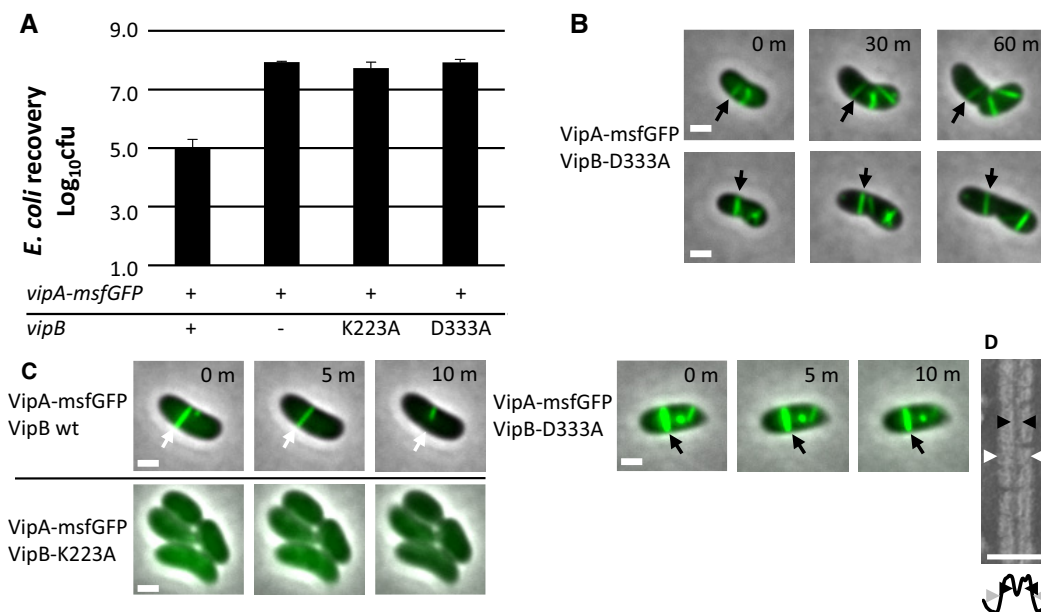 A
9.0
7.0
5.0
3.0
1.0
E. coli recovery
Log10cfu
vipA-msfGFP + + + +
vipB + - K223A D333A
B
0 m 30 m 60 m
VipA-msfGFP
VipB-D333A
C
0 m 5 m 10 m
VipA-msfGFP
VipB wt
VipA-msfGFP
VipB-K223A
0 m 5 m 10 m
VipA-msfGFP
VipB-D333A
D